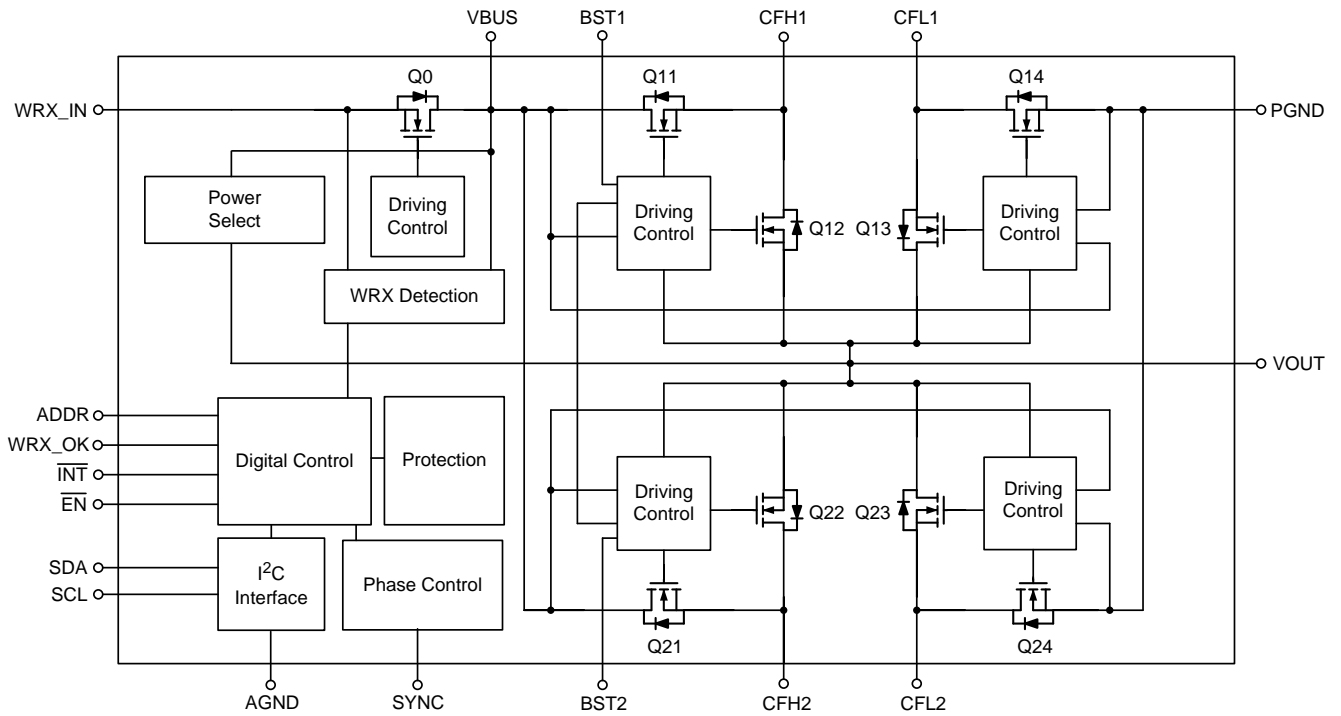 VBUS
BST1
CFH1
CFL1
Q0
Q11
Q14
WRX_IN
PGND
Power
Select
Driving
Control
Driving
Control
Q12
Q13
Driving
Control
WRX Detection
VOUT
ADDR
WRX_OK
INT
EN
Digital Control
Protection
Driving
Control
Q22
Q23
Driving
Control
SDA
SCL
I²C
Interface
Phase Control
Q21
Q24
AGND
SYNC
BST2
CFH2
CFL2